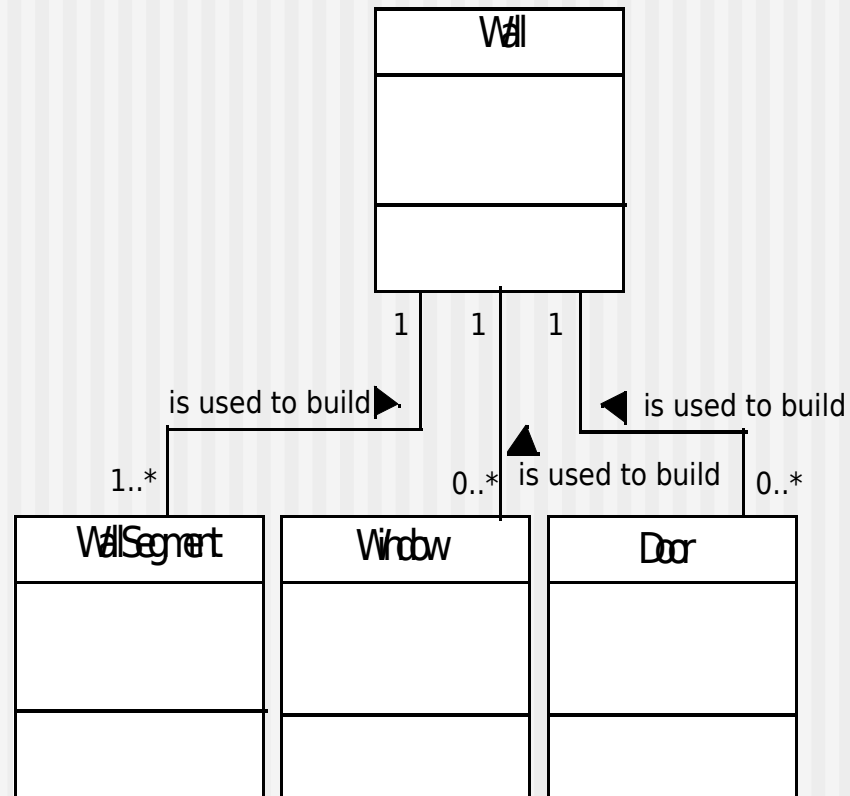 Wall
1 1 1
is used to build
is used to build
is used to build
1..*
0..*
0..*
WallSegment
Window
Door